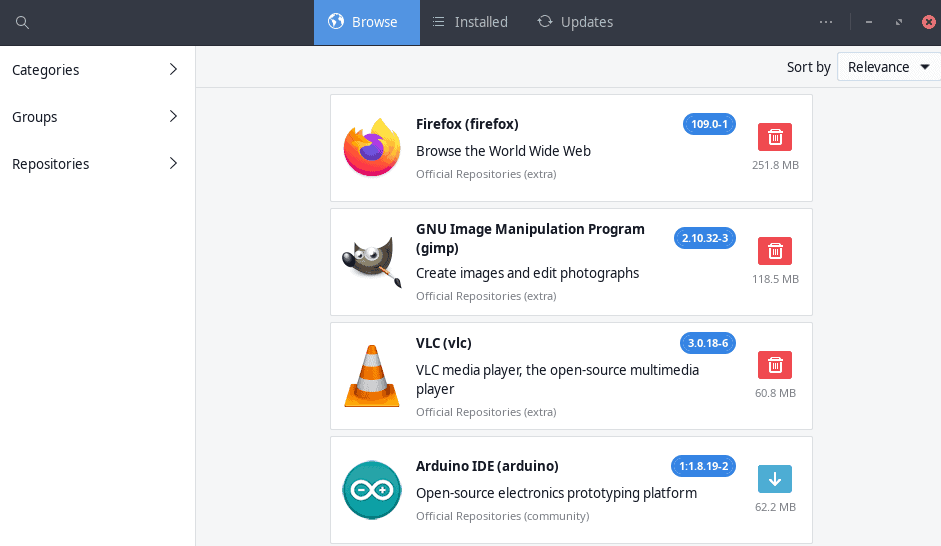 Browse
Installed
Updates
Categories
Groups
Repositories
Sort by
Relevance
Firefox (firefox)
109.0-1
Browse the World Wide Web
Official Repositories (extra)
251.8 MB
GNU Image Manipulation Program
(gimp)
2.10.32-3
Create images and edit photographs
Official Repositories (extra)
118.5 MB
VLC (vlc)
3.0.18-6
VLC media player, the open-source multimedia
player
Official Repositories (extra)
60.8 MB
Arduino IDE (arduino)
1:1.8.19-2
Open-source electronics prototyping platform
Official Repositories (community)
62.2 MB